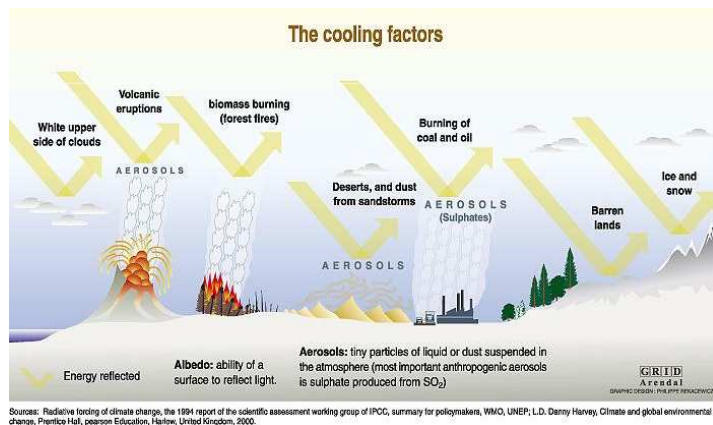 The cooling factors
White upper
side of clouds
Volcanic
eruptions
AEROSOLS
biomass burning
(forest fires)
Deserts, and dust
from sandstorms
AEROSOLS
Burning of
coal and oil
AEROSOLS
(Sulphates)
Barren
lands
Ice and
snow
Energy reflected
Albedo: ability of a
surface to reflect light.
Aerosols: tiny particles of liquid or dust suspended in
the atmosphere (most important anthropogenic aerosols
is sulphate produced from SO₂)
GRID
Arendal
GRAPHIC DESIGN : PHILIPPE REKACEWICZ
Sources: Radiative forcing of climate change, the 1994 report of the scientific assessment working group of IPCC, summary for policymakers, WMO, UNEP; L.D. Danny Harvey, Climate and global environmental
change, Prentice Hall, pearson Education, Harlow, United Kingdom, 2000.